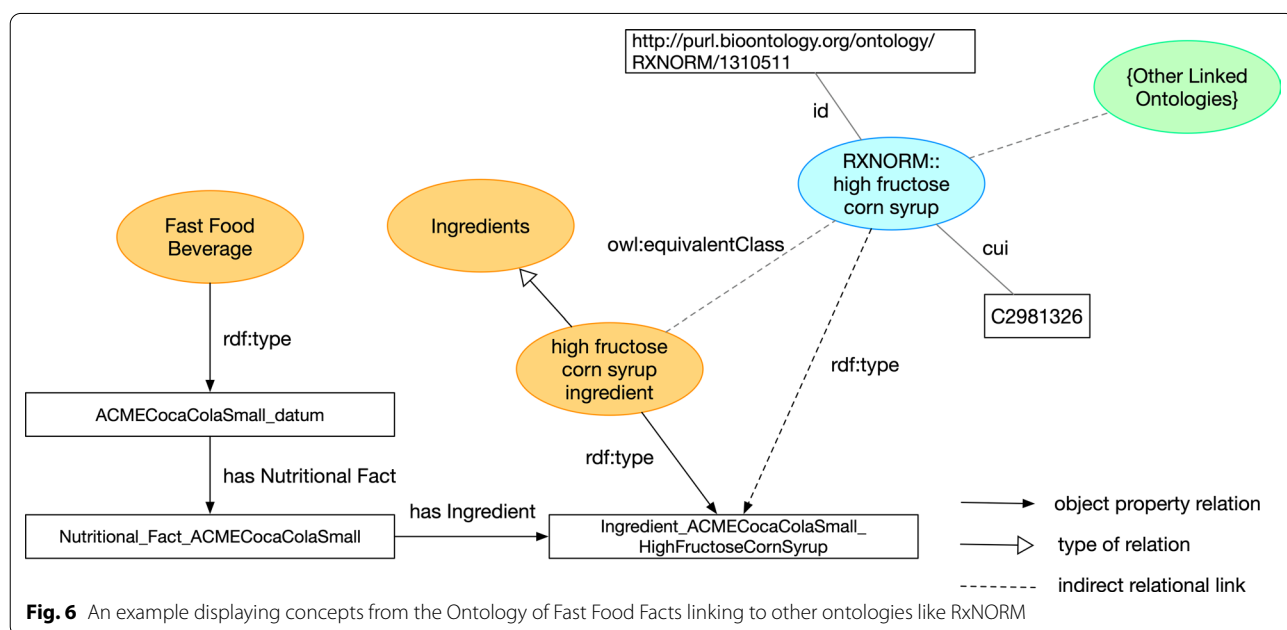 http://purl.bioontology.org/ontology/
RXNORM/1310511
{Other Linked
Ontologies}
id
RXNORM::
high fructose
corn syrup
Fast Food
Beverage
Ingredients
owl:equivalentClass
cui
C2981326
rdf:type
high fructose
corn syrup
ingredient
rdf:type
ACMECocaColaSmall_datum
rdf:type
has Nutritional Fact
has Ingredient
Nutritional_Fact_ACMECocaColaSmall
Ingredient_ACMECocaColaSmall_
HighFructoseCornSyrup
object property relation
type of relation
indirect relational link
Fig. 6 An example displaying concepts from the Ontology of Fast Food Facts linking to other ontologies like RxNORM